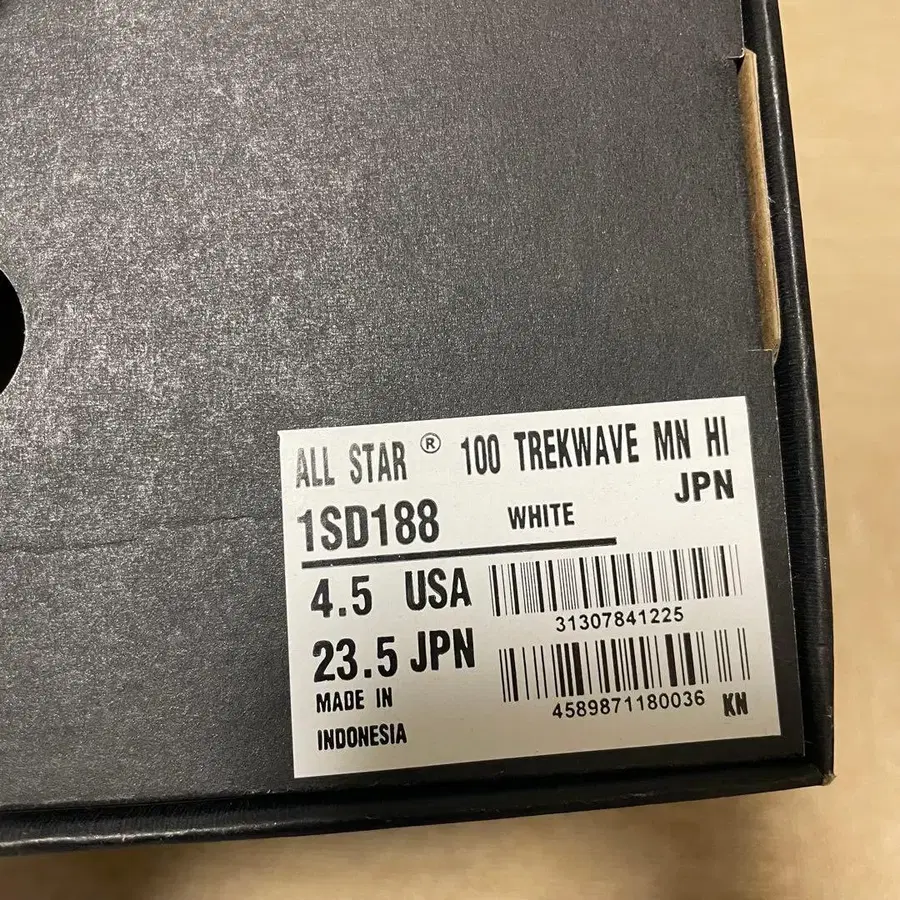 ALL STAR ® 100 TREKWAVE MN HI
JPN
1SD188 WHITE
4.5 USA
31307841225
23.5 JPN
4589871180036 KN
MADE IN
INDONESIA